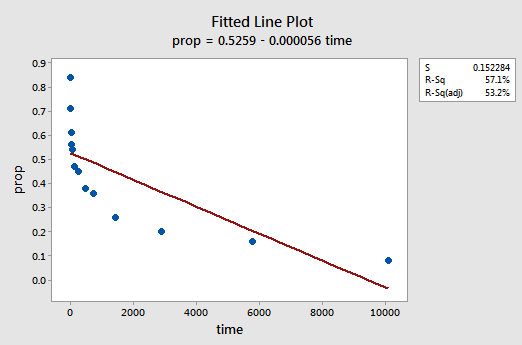 Fitted Line Plot
prop = 0.5259 - 0.000056 time
S 0.152284
R-Sq 57.1%
R-Sq(adj) 53.2%
0.9
0.8
0.7
0.6
0.5
0.4
0.3
0.2
0.1
0.0
prop
0 2000 4000 6000 8000 10000
time